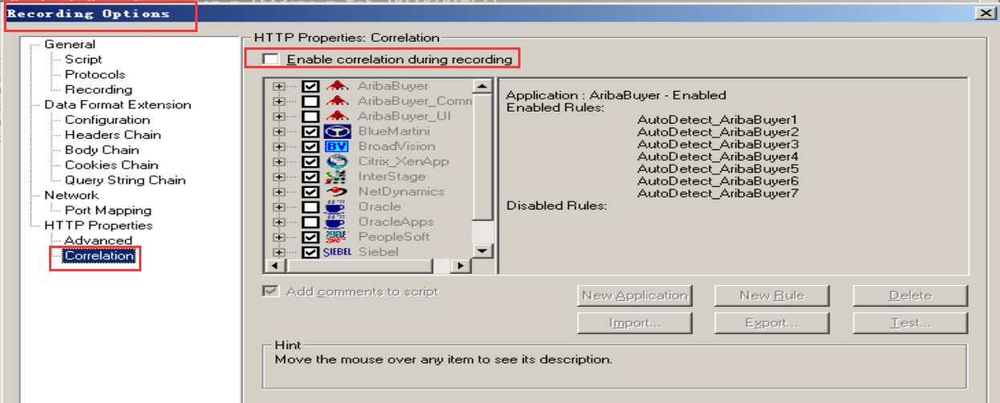 Recording Options
General
Script
Protocols
Recording
Data Format Extension
Configuration
Headers Chain
Body Chain
Cookies Chain
Query String Chain
Network
Port Mapping
HTTP Properties
Advanced
Correlation
HTTP Properties: Correlation
Enable correlation during recording
AribaBuyer
AribaBuyer_Comm
AribaBuyer_UI
BlueMartini
BV BroadVision
Citrix_XenApp
InterStage
NetDynamics
Oracle
OracleApps
PeopleSoft
SIEBEL Siebel
Application : AribaBuyer - Enabled
Enabled Rules:
AutoDetect_AribaBuyer1
AutoDetect_AribaBuyer2
AutoDetect_AribaBuyer3
AutoDetect_AribaBuyer4
AutoDetect_AribaBuyer5
AutoDetect_AribaBuyer6
AutoDetect_AribaBuyer7
Disabled Rules:
Add comments to script
New Application
New Rule
Delete
Import...
Export...
Test...
Hint
Move the mouse over any item to see its description.